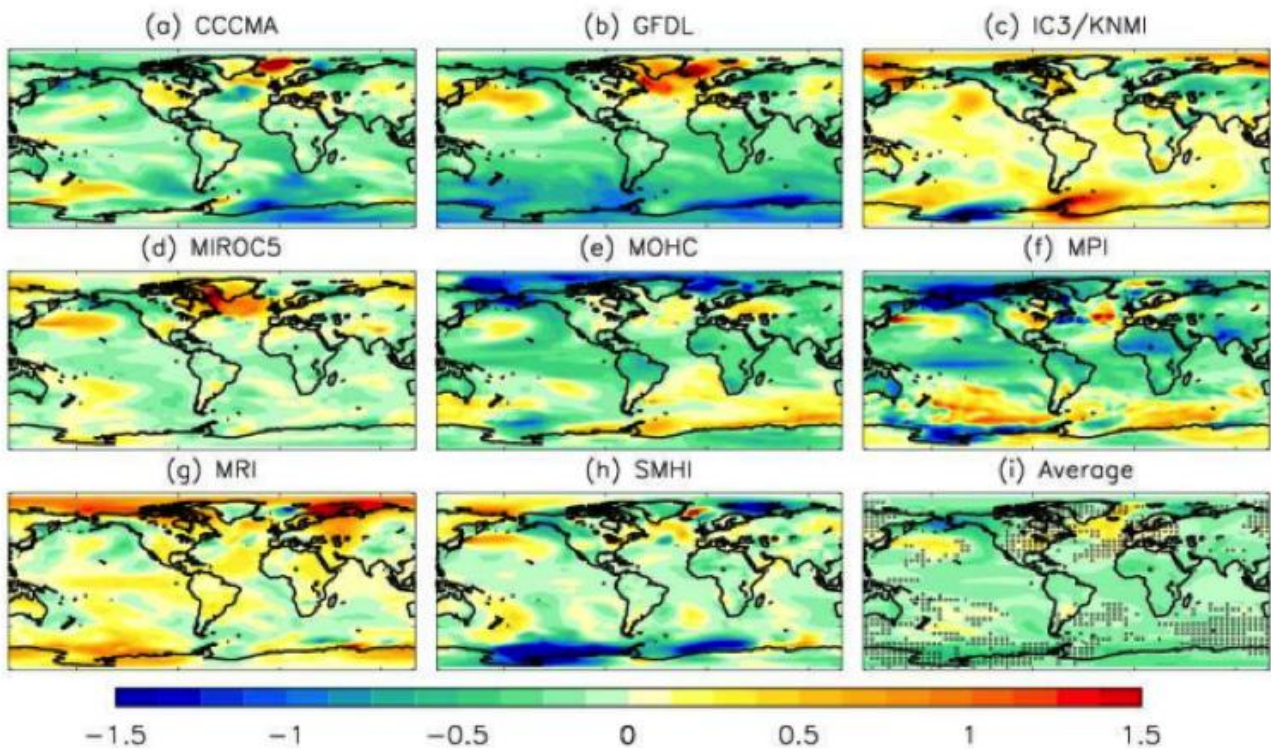 (a) CCCMA
(b) GFDL
(c) IC3/KNMI
(d) MIROC5
(e) MOHC
(f) MPI
(g) MRI
(h) SMHI
(i) Average
−1.5 −1 −0.5 0 0.5 1 1.5